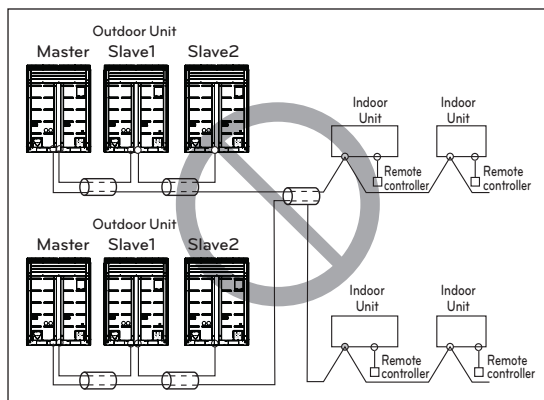 Outdoor Unit
Master Slave1 Slave2
Indoor
Unit
Indoor
Unit
Remote
controller
Remote
controller
Outdoor Unit
Master Slave1 Slave2
Indoor
Unit
Indoor
Unit
Remote
controller
Remote
controller